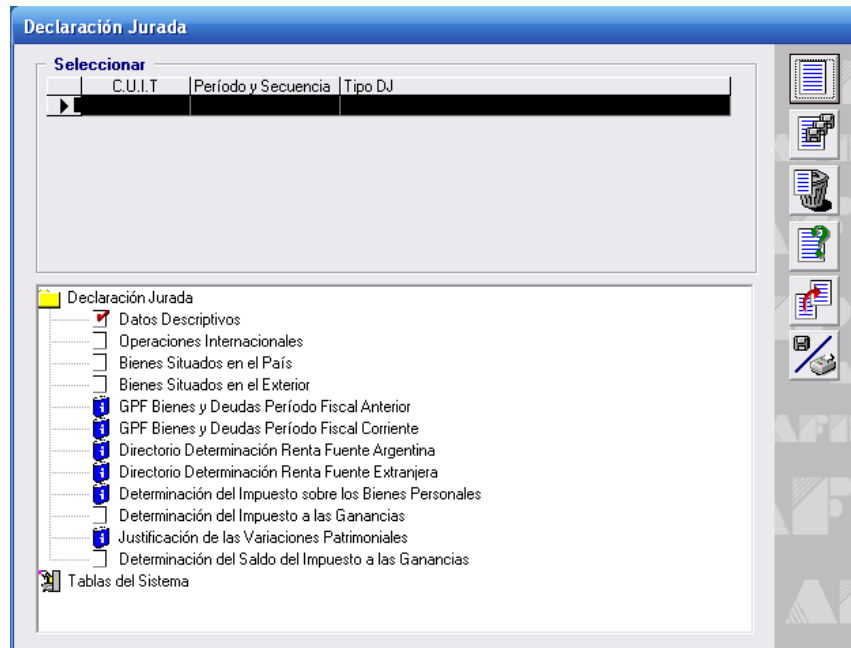 Declaración Jurada
Seleccionar
C.U.I.T Período y Secuencia Tipo DJ
Declaración Jurada
Datos Descriptivos
Operaciones Internacionales
Bienes Situados en el País
Bienes Situados en el Exterior
GPF Bienes y Deudas Período Fiscal Anterior
GPF Bienes y Deudas Período Fiscal Corriente
Directorio Determinación Renta Fuente Argentina
Directorio Determinación Renta Fuente Extranjera
Determinación del Impuesto sobre los Bienes Personales
Determinación del Impuesto a las Ganancias
Justificación de las Variaciones Patrimoniales
Determinación del Saldo del Impuesto a las Ganancias
Tablas del Sistema